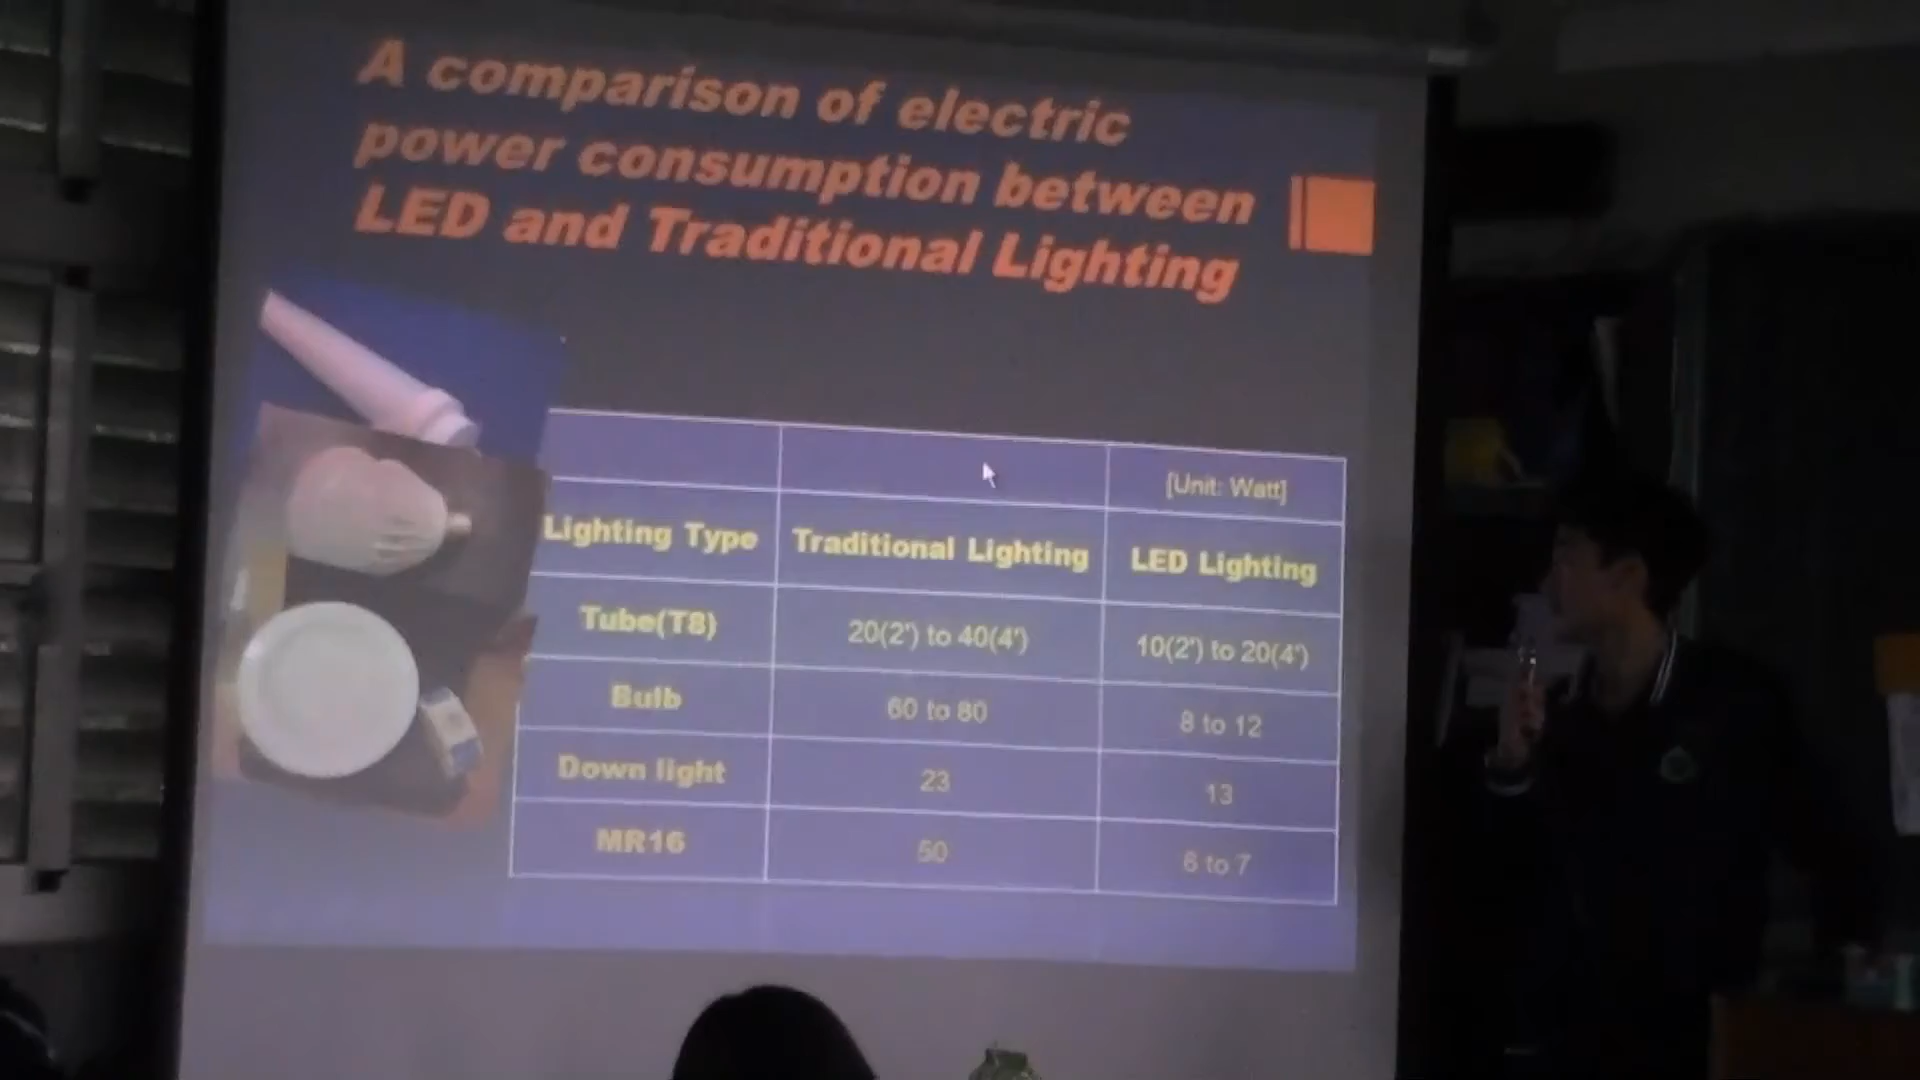 A comparison of electric
power consumption between
LED and Traditional Lighting
[Unit: Watt]
Lighting Type Traditional Lighting LED Lighting
Tube(T8) 20(2') to 40(4') 10(2') to 20(4')
Bulb 60 to 80 8 to 12
Down light 23 13
MR16 50 6 to 7